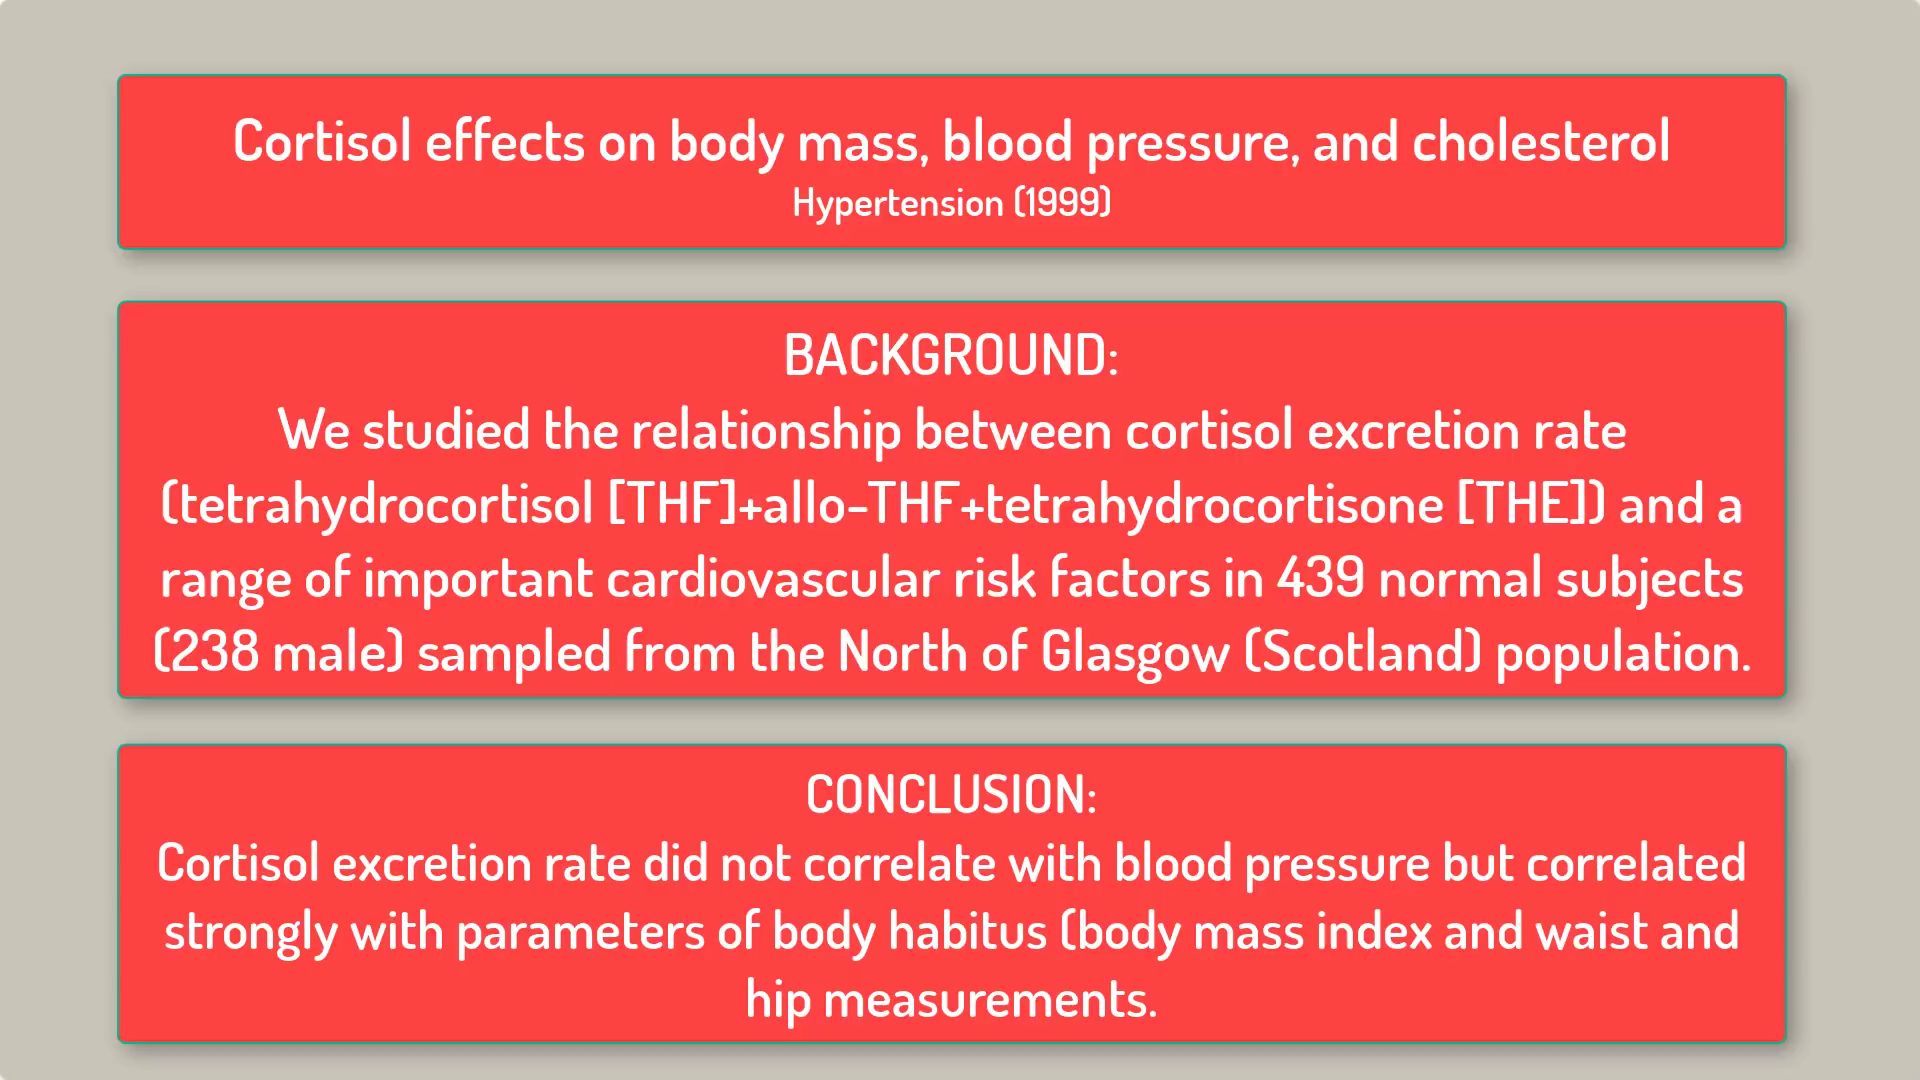 Cortisol effects on body mass, blood pressure, and cholesterol
Hypertension (1999)
BACKGROUND:
We studied the relationship between cortisol excretion rate
(tetrahydrocortisol [THF]+allo-THF+tetrahydrocortisone [THE]) and a
range of important cardiovascular risk factors in 439 normal subjects
(238 male) sampled from the North of Glasgow (Scotland) population.
CONCLUSION:
Cortisol excretion rate did not correlate with blood pressure but correlated
strongly with parameters of body habitus (body mass index and waist and
hip measurements.